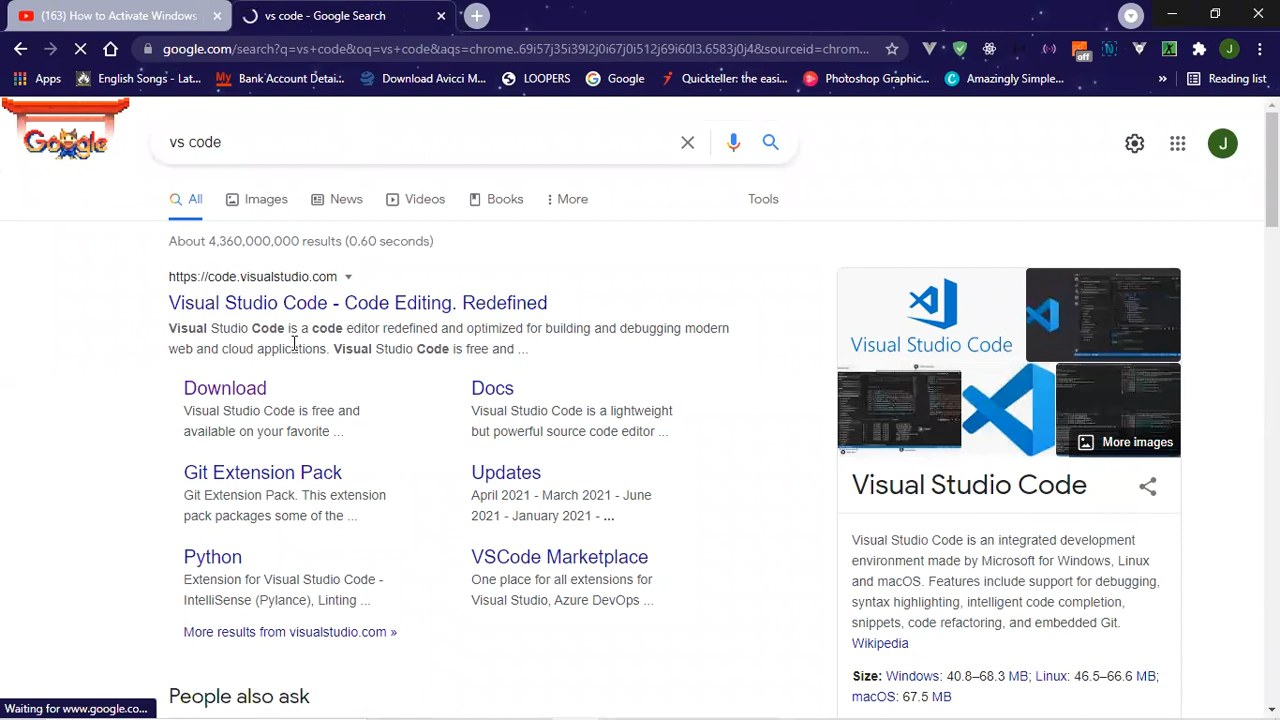 (163) How to Activate Windows
vs code - Google Search
google.com/search?q=vs+code&oq=vs+code&aqs=chrome..69i57j35i39l2j0i67j0i512j69i60l3.653j0j4&sourceid=chrom...
off
J
Apps
English Songs - Lat...
My
Bank Account Detai...
Download Avicii M...
LOOPERS
Google
Quickteller: the easi...
Photoshop Graphi...
Amazingly Simple...
»
Reading list
Google
vs code
J
All
Images
News
Videos
Books
More
Tools
About 4,360,000,000 results (0.60 seconds)
https://code.visualstudio.com
Visual Studio Code - Code Editing. Redefined
Visual Studio Code is a code editor redefined and optimized for building and debugging modern
web and cloud applications. Visual Studio Code is free and ...
Download
Visual Studio Code is free and
available on your favorite ...
Docs
Visual Studio Code is a lightweight
but powerful source code editor ...
Git Extension Pack
Git Extension Pack. This extension
pack packages some of the ...
Updates
April 2021 - March 2021 - June
2021 - January 2021 - ...
Python
Extension for Visual Studio Code -
IntelliSense (Pylance), Linting ...
VSCode Marketplace
One place for all extensions for
Visual Studio, Azure DevOps ...
More results from visualstudio.com »
People also ask
Visual Studio Code
More images
Visual Studio Code
Visual Studio Code is an integrated development
environment made by Microsoft for Windows, Linux
and macOS. Features include support for debugging,
syntax highlighting, intelligent code completion,
snippets, code refactoring, and embedded Git.
Wikipedia
Size: Windows: 40.8–68.3 MB; Linux: 46.5–66.6 MB;
macOS: 67.5 MB
Waiting for www.google.co...